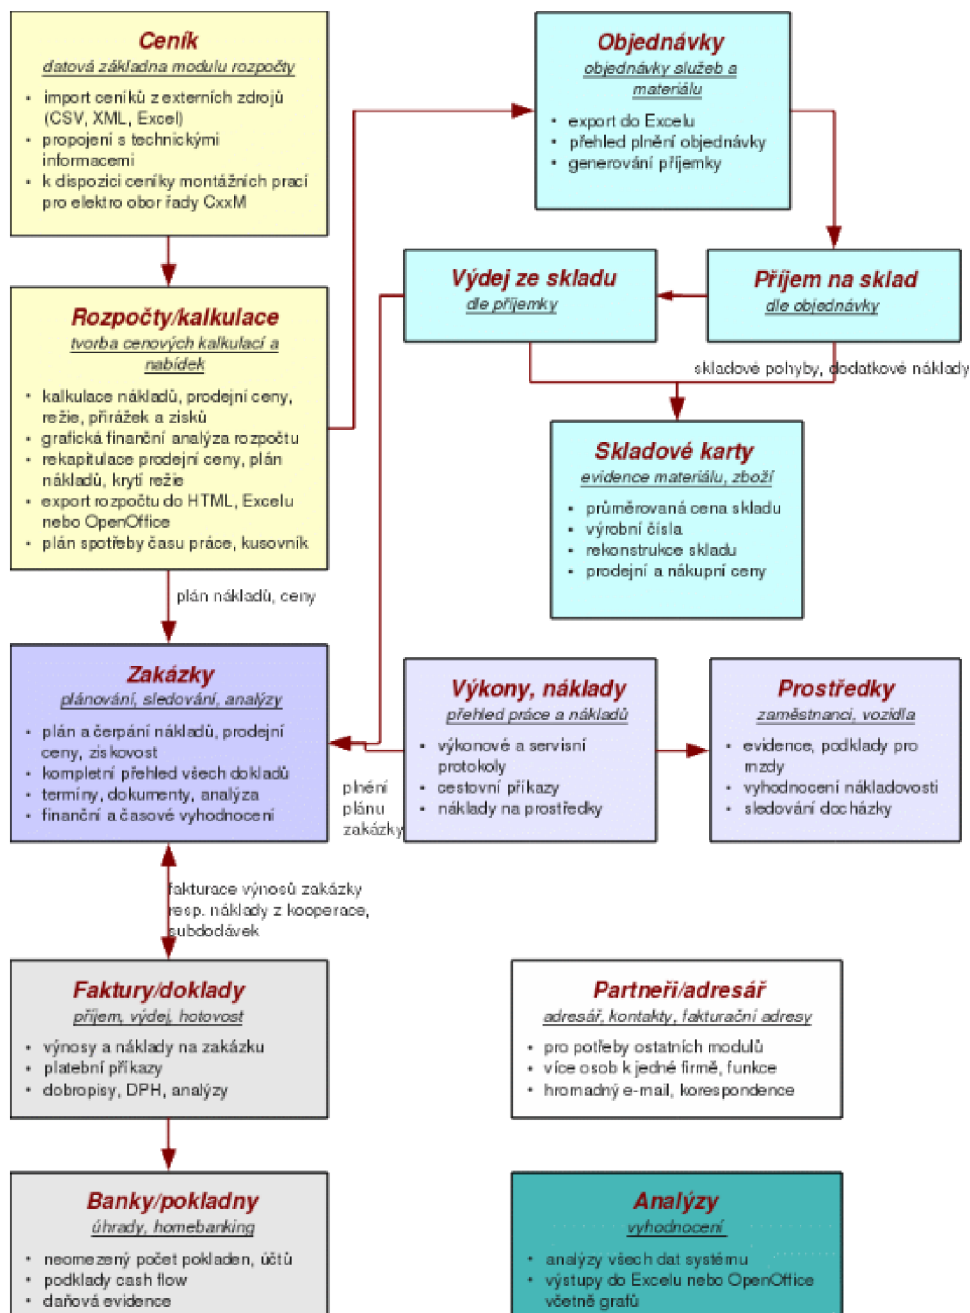 Ceník
datová základna modulu rozpočty
• import ceníků z externích zdrojů
(CSV, XML, Excel)
• propojení s technickými
informacemi
• k dispozici ceníky montážních prací
pro elektro obor řady CxxM
Objednávky
objednávky služeb a
materiálu
• export do Excelu
• přehled plnění objednávky
• generování příjemky
Výdej ze skladu
dle příjemky
Příjem na sklad
dle objednávky
skladové pohyby, dodatkové náklady
Rozpočty/kalkulace
tvorba cenových kalkulací a
nabídek
• kalkulace nákladů, prodejní ceny,
režie, přirážek a zisků
• grafická finanční analýza rozpočtu
• rekapitulace prodejní ceny, plán
nákladů, krytí režie
• export rozpočtu do HTML, Excelu
nebo OpenOffice
• plán spotřeby času práce, kusovník
Skladové karty
evidence materiálu, zboží
• průměrovaná cena skladu
• výrobní čísla
• rekonstrukce skladu
• prodejní a nákupní ceny
plán nákladů, ceny
Zakázky
plánování, sledování, analýzy
• plán a čerpání nákladů, prodejní
ceny, ziskovost
• kompletní přehled všech dokladů
• termíny, dokumenty, analýza
• finanční a časové vyhodnocení
plnění
plánu
zakázky
Výkony, náklady
přehled práce a nákladů
• výkonové a servisní
protokoly
• cestovní příkazy
• náklady na prostředky
Prostředky
zaměstnanci, vozidla
• evidence, podklady pro
mzdy
• vyhodnocení nákladovosti
• sledování docházky
fakturace výnosů zakázky
resp. náklady z kooperace,
subdodávek
Faktury/doklady
příjem, výdej, hotovost
• výnosy a náklady na zakázku
• platební příkazy
• dobropisy, DPH, analýzy
Partneři/adresář
adresář, kontakty, fakturační adresy
• pro potřeby ostatních modulů
• více osob k jedné firmě, funkce
• hromadný e-mail, korespondence
Banky/pokladny
úhrady, homebanking
• neomezený počet pokladen, účtů
• podklady cash flow
• daňová evidence
Analýzy
vyhodnocení
• analýzy všech dat systému
• výstupy do Excelu nebo OpenOffice
včetně grafů